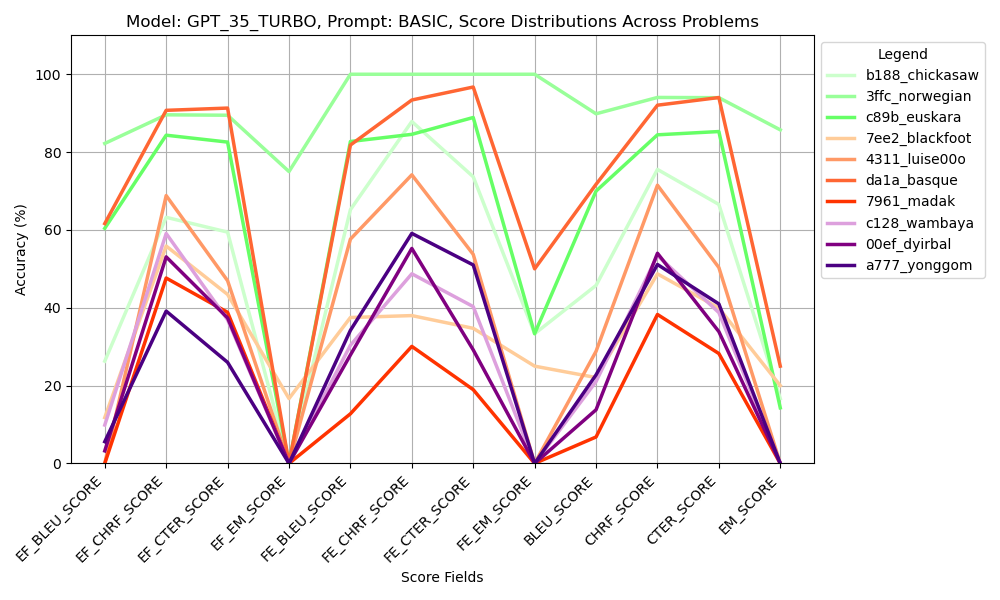 Model: GPT_35_TURBO, Prompt: BASIC, Score Distributions Across Problems
Accuracy (%)
100
80
60
40
20
0
EF_BLEU_SCORE
EF_CHRF_SCORE
EF_CTER_SCORE
EF_EM_SCORE
FE_BLEU_SCORE
FE_CHRF_SCORE
FE_CTER_SCORE
FE_EM_SCORE
BLEU_SCORE
CHRF_SCORE
CTER_SCORE
EM_SCORE
Score Fields
Legend
b188_chickasaw
3ffc_norwegian
c89b_euskara
7ee2_blackfoot
4311_luise00o
da1a_basque
7961_madak
c128_wambaya
00ef_dyirbal
a777_yonggom